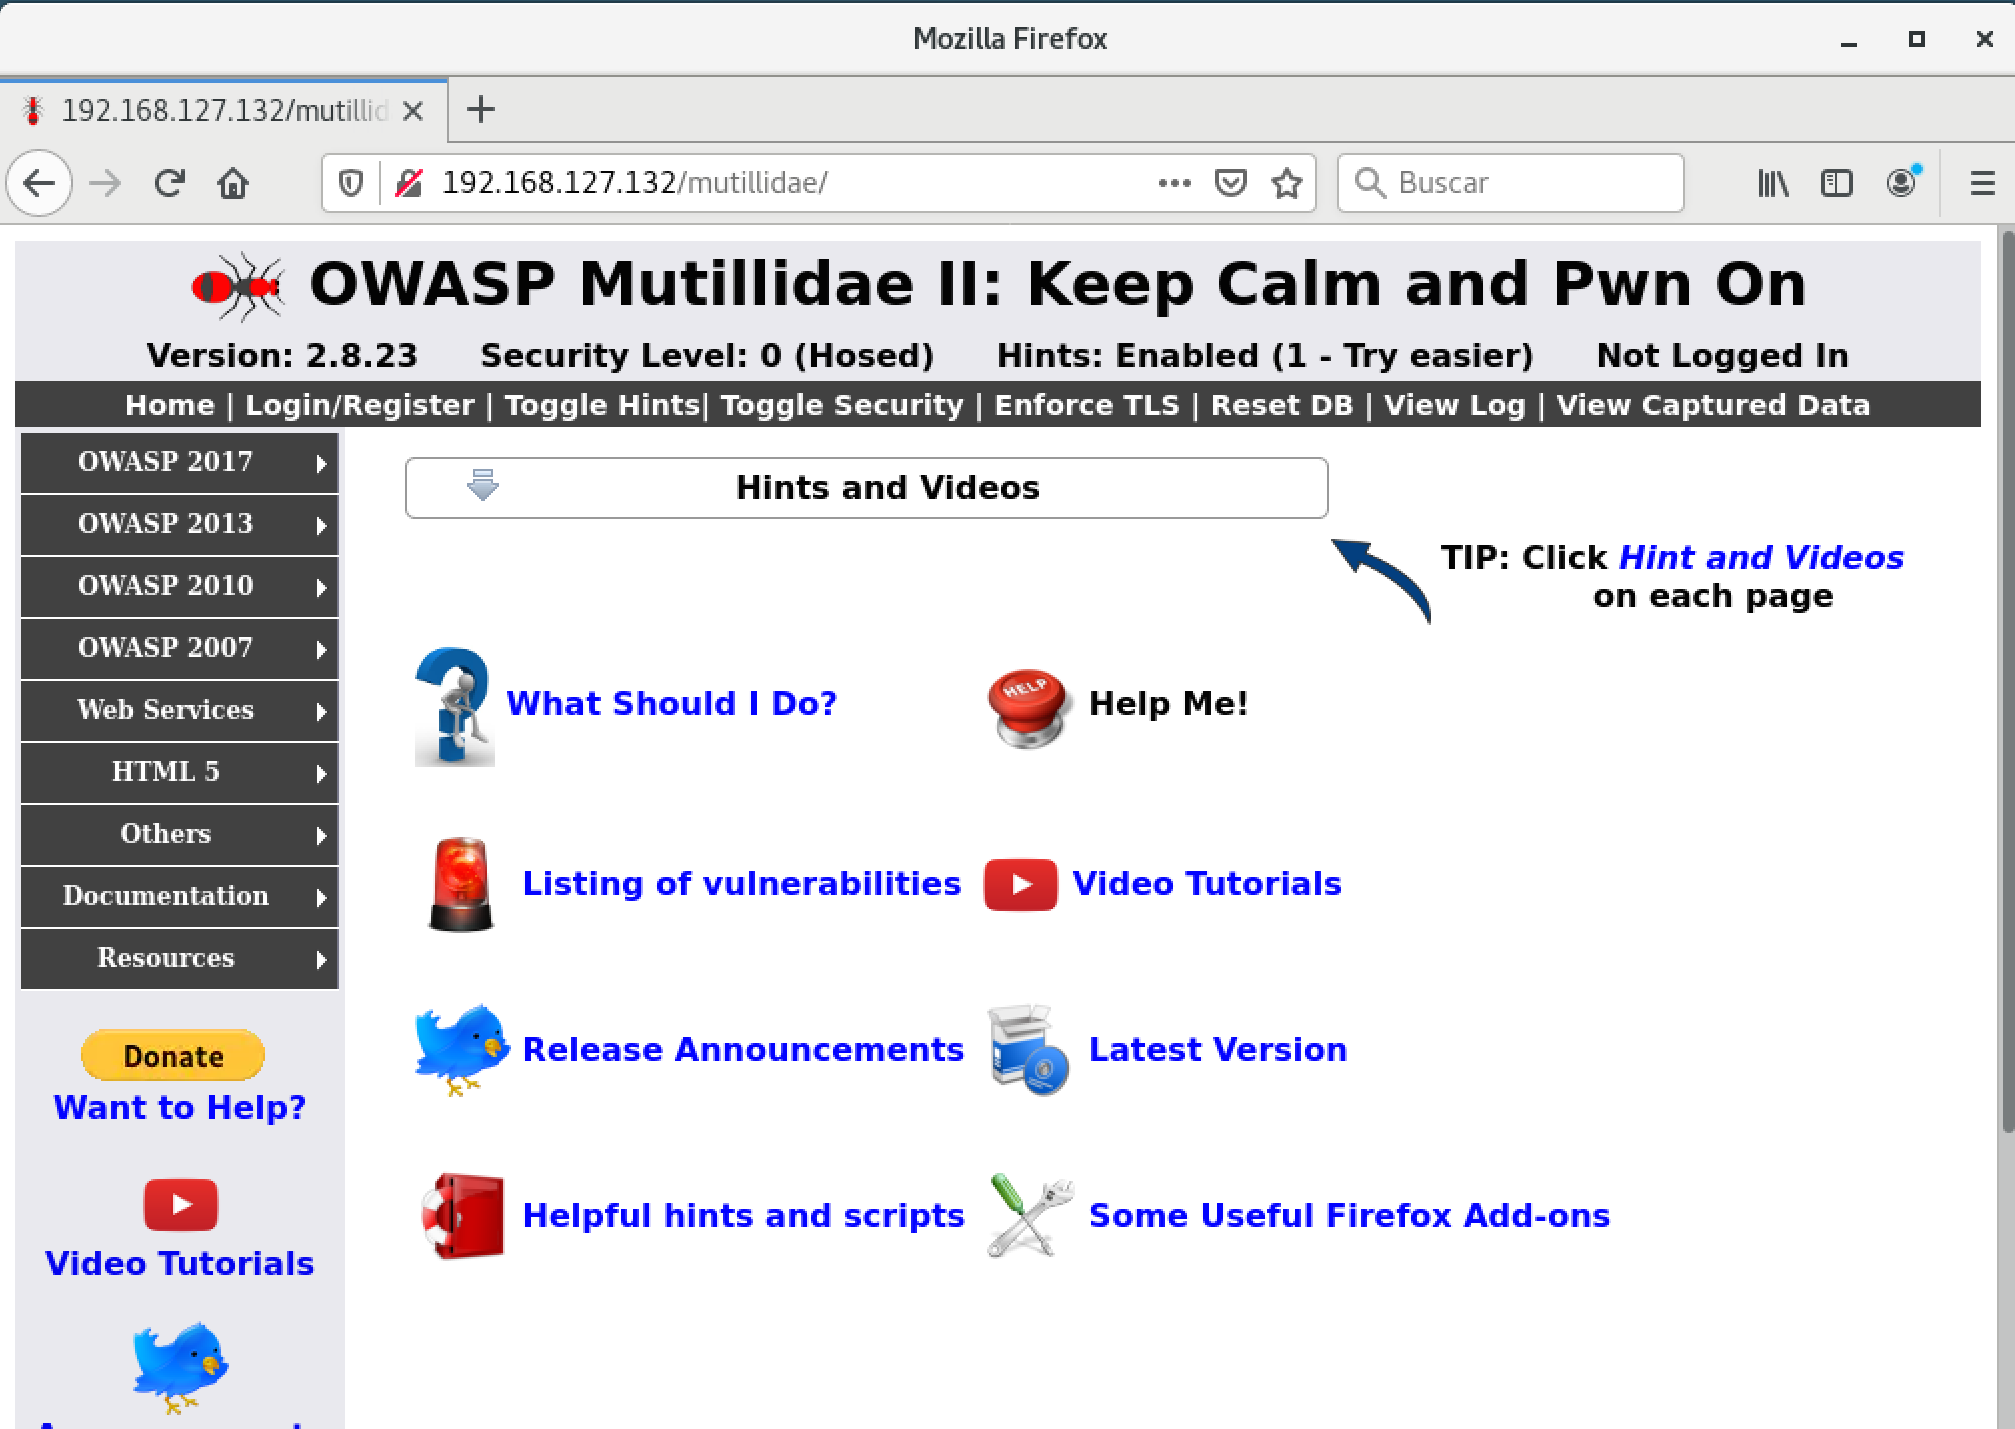 Mozilla Firefox
192.168.127.132/mutillid
192.168.127.132/mutillidae/
Buscar
OWASP Mutillidae II: Keep Calm and Pwn On
Version: 2.8.23 Security Level: 0 (Hosed) Hints: Enabled (1 - Try easier) Not Logged In
Home | Login/Register | Toggle Hints| Toggle Security | Enforce TLS | Reset DB | View Log | View Captured Data
OWASP 2017
OWASP 2013
OWASP 2010
OWASP 2007
Web Services
HTML 5
Others
Documentation
Resources
Donate
Want to Help?
Video Tutorials
Hints and Videos
TIP: Click Hint and Videos
on each page
What Should I Do?
HELP
Help Me!
Listing of vulnerabilities
Video Tutorials
Release Announcements
Latest Version
Helpful hints and scripts
Some Useful Firefox Add-ons